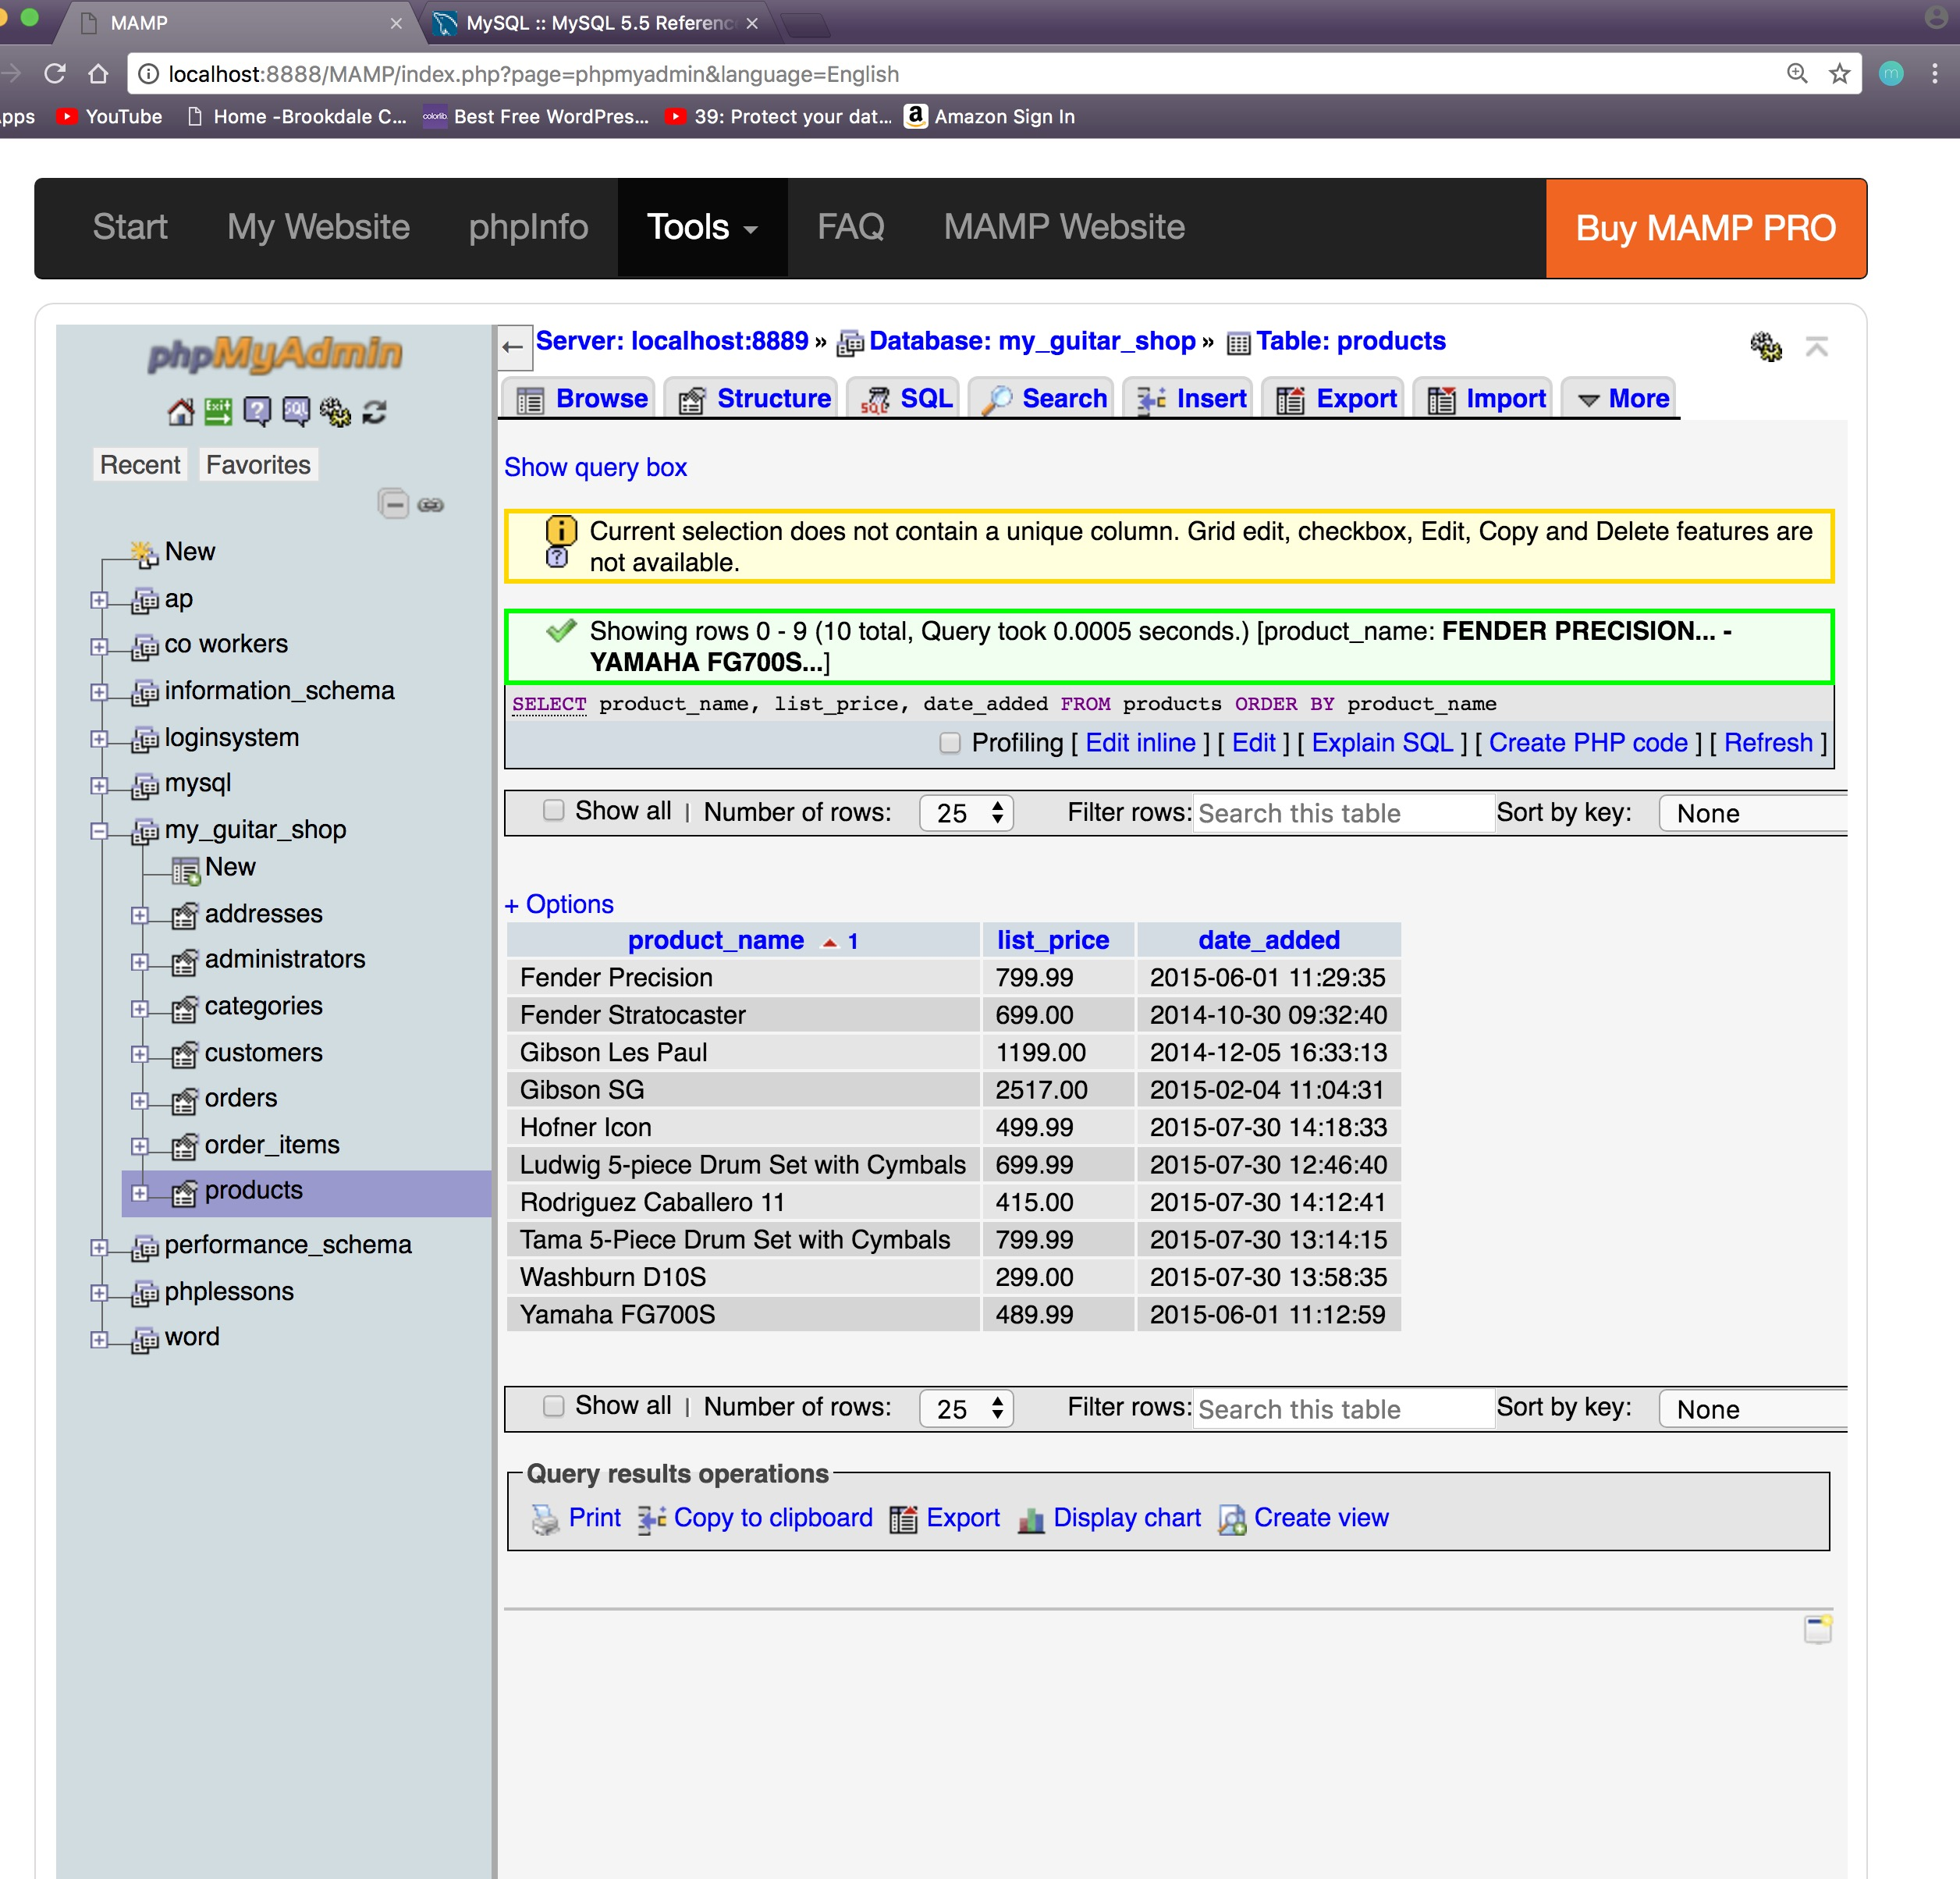 MAMP
MySQL :: MySQL 5.5 Referenc
localhost:8888/MAMP/index.php?page=phpmyadmin&language=English
pps YouTube Home -Brookdale C... colorlib Best Free WordPres... 39: Protect your dat... a Amazon Sign In
Start My Website phpInfo Tools FAQ MAMP Website Buy MAMP PRO
phpMyAdmin
Exit ? SQL
Recent Favorites
New
ap
co workers
information_schema
loginsystem
mysql
my_guitar_shop
New
addresses
administrators
categories
customers
orders
order_items
products
performance_schema
phplessons
word
Server: localhost:8889 » Database: my_guitar_shop » Table: products
Browse Structure SQL Search Insert Export Import More
Show query box
Current selection does not contain a unique column. Grid edit, checkbox, Edit, Copy and Delete features are
not available.
Showing rows 0 - 9 (10 total, Query took 0.0005 seconds.) [product_name: FENDER PRECISION... -
YAMAHA FG700S...]
SELECT product_name, list_price, date_added FROM products ORDER BY product_name
Profiling [ Edit inline ] [ Edit ] [ Explain SQL ] [ Create PHP code ] [ Refresh ]
Show all | Number of rows: 25 Filter rows: Search this table Sort by key: None
+ Options
product_name 1 list_price date_added
Fender Precision 799.99 2015-06-01 11:29:35
Fender Stratocaster 699.00 2014-10-30 09:32:40
Gibson Les Paul 1199.00 2014-12-05 16:33:13
Gibson SG 2517.00 2015-02-04 11:04:31
Hofner Icon 499.99 2015-07-30 14:18:33
Ludwig 5-piece Drum Set with Cymbals 699.99 2015-07-30 12:46:40
Rodriguez Caballero 11 415.00 2015-07-30 14:12:41
Tama 5-Piece Drum Set with Cymbals 799.99 2015-07-30 13:14:15
Washburn D10S 299.00 2015-07-30 13:58:35
Yamaha FG700S 489.99 2015-06-01 11:12:59
Show all | Number of rows: 25 Filter rows: Search this table Sort by key: None
Query results operations
Print Copy to clipboard Export Display chart Create view